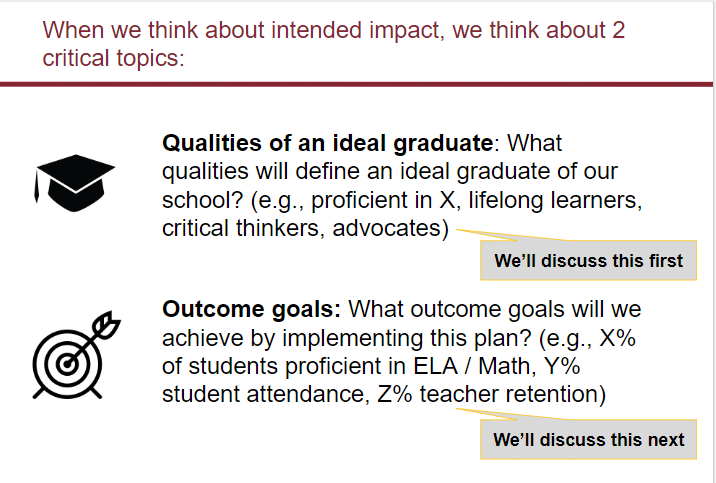 When we think about intended impact, we think about 2
critical topics:
Qualities of an ideal graduate: What
qualities will define an ideal graduate of our
school? (e.g., proficient in X, lifelong learners,
critical thinkers, advocates)
We’ll discuss this first
Outcome goals: What outcome goals will we
achieve by implementing this plan? (e.g., X%
of students proficient in ELA / Math, Y%
student attendance, Z% teacher retention)
We’ll discuss this next